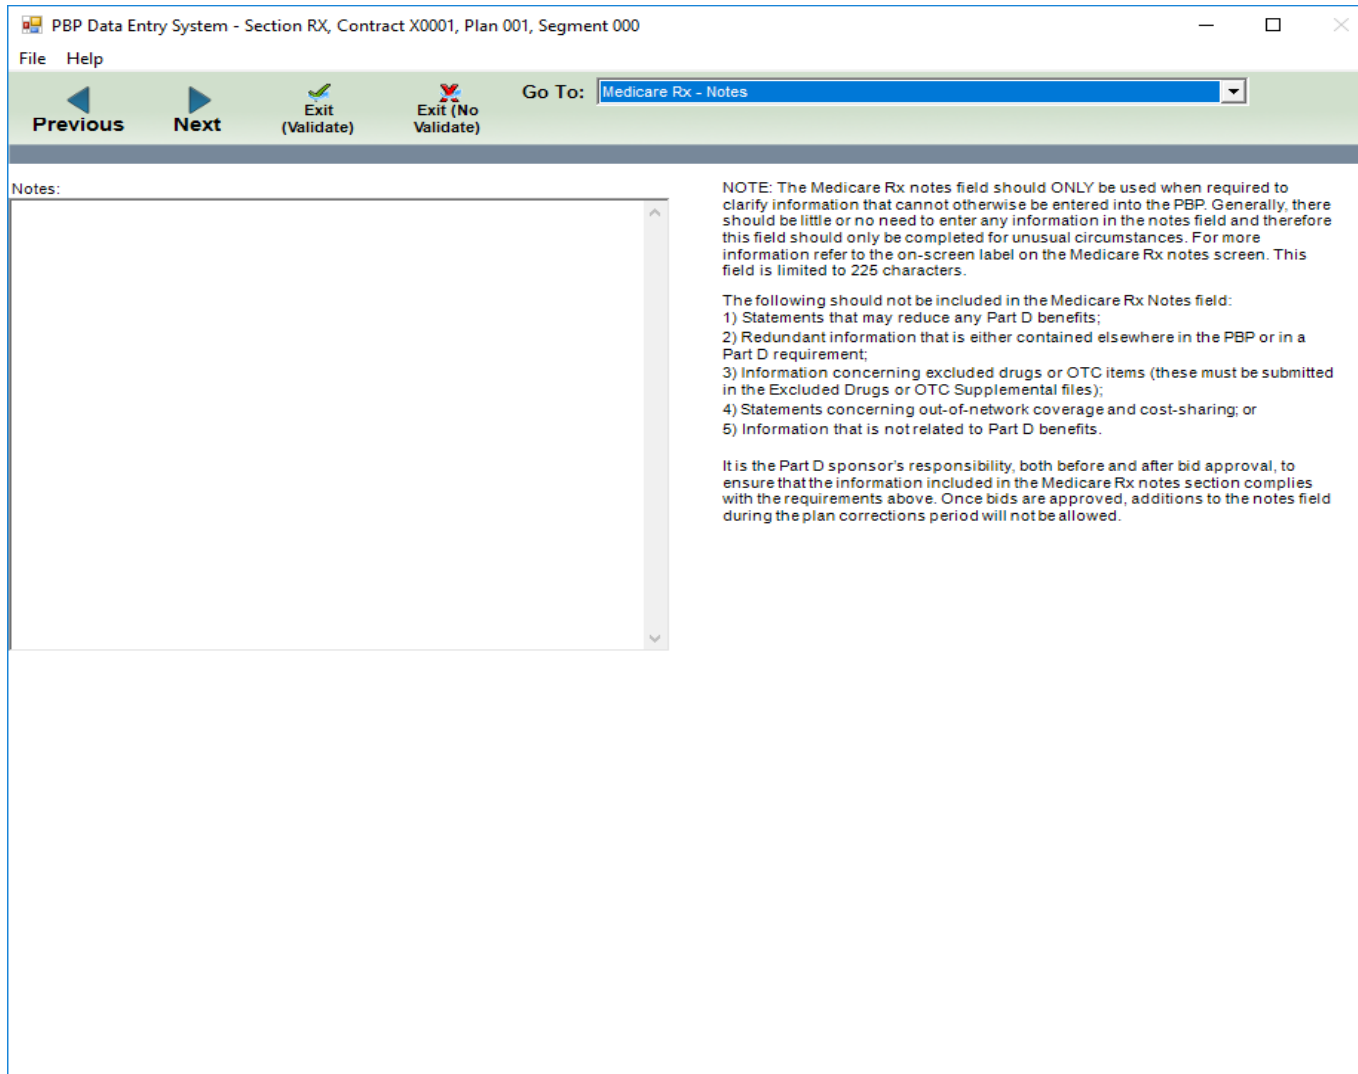 PBP Data Entry System - Section RX, Contract X0001, Plan 001, Segment 000
File Help
Previous
Next
Exit
(Validate)
Exit (No
Validate)
Go To:
Medicare Rx - Notes
Notes:
NOTE: The Medicare Rx notes field should ONLY be used when required to
clarify information that cannot otherwise be entered into the PBP. Generally, there
should be little or no need to enter any information in the notes field and therefore
this field should only be completed for unusual circumstances. For more
information refer to the on-screen label on the Medicare Rx notes screen. This
field is limited to 225 characters.
The following should not be included in the Medicare Rx Notes field:
1) Statements that may reduce any Part D benefits;
2) Redundant information that is either contained elsewhere in the PBP or in a
Part D requirement;
3) Information concerning excluded drugs or OTC items (these must be submitted
in the Excluded Drugs or OTC Supplemental files);
4) Statements concerning out-of-network coverage and cost-sharing; or
5) Information that is not related to Part D benefits.
It is the Part D sponsor's responsibility, both before and after bid approval, to
ensure that the information included in the Medicare Rx notes section complies
with the requirements above. Once bids are approved, additions to the notes field
during the plan corrections period will not be allowed.